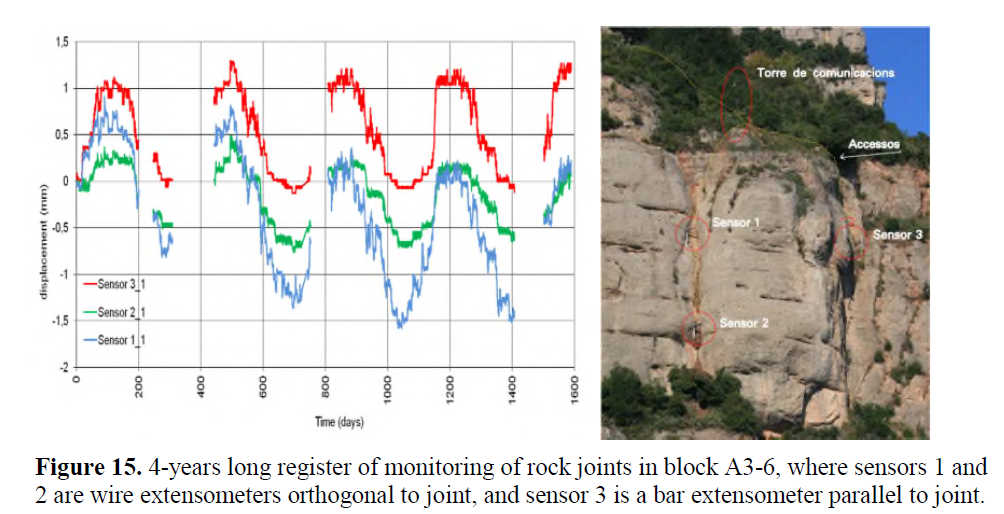 1,5
1
0,5
0
-0,5
-1
-1,5
-2
displacement (mm)
Sensor 3_1
Sensor 2_1
Sensor 1_1
0
200
400
600
800
1000
1200
1400
1600
Time (days)
Torre de comunicacions
Accessos
Sensor 1
Sensor 3
Sensor 2
Figure 15. 4-years long register of monitoring of rock joints in block A3-6, where sensors 1 and
2 are wire extensometers orthogonal to joint, and sensor 3 is a bar extensometer parallel to joint.